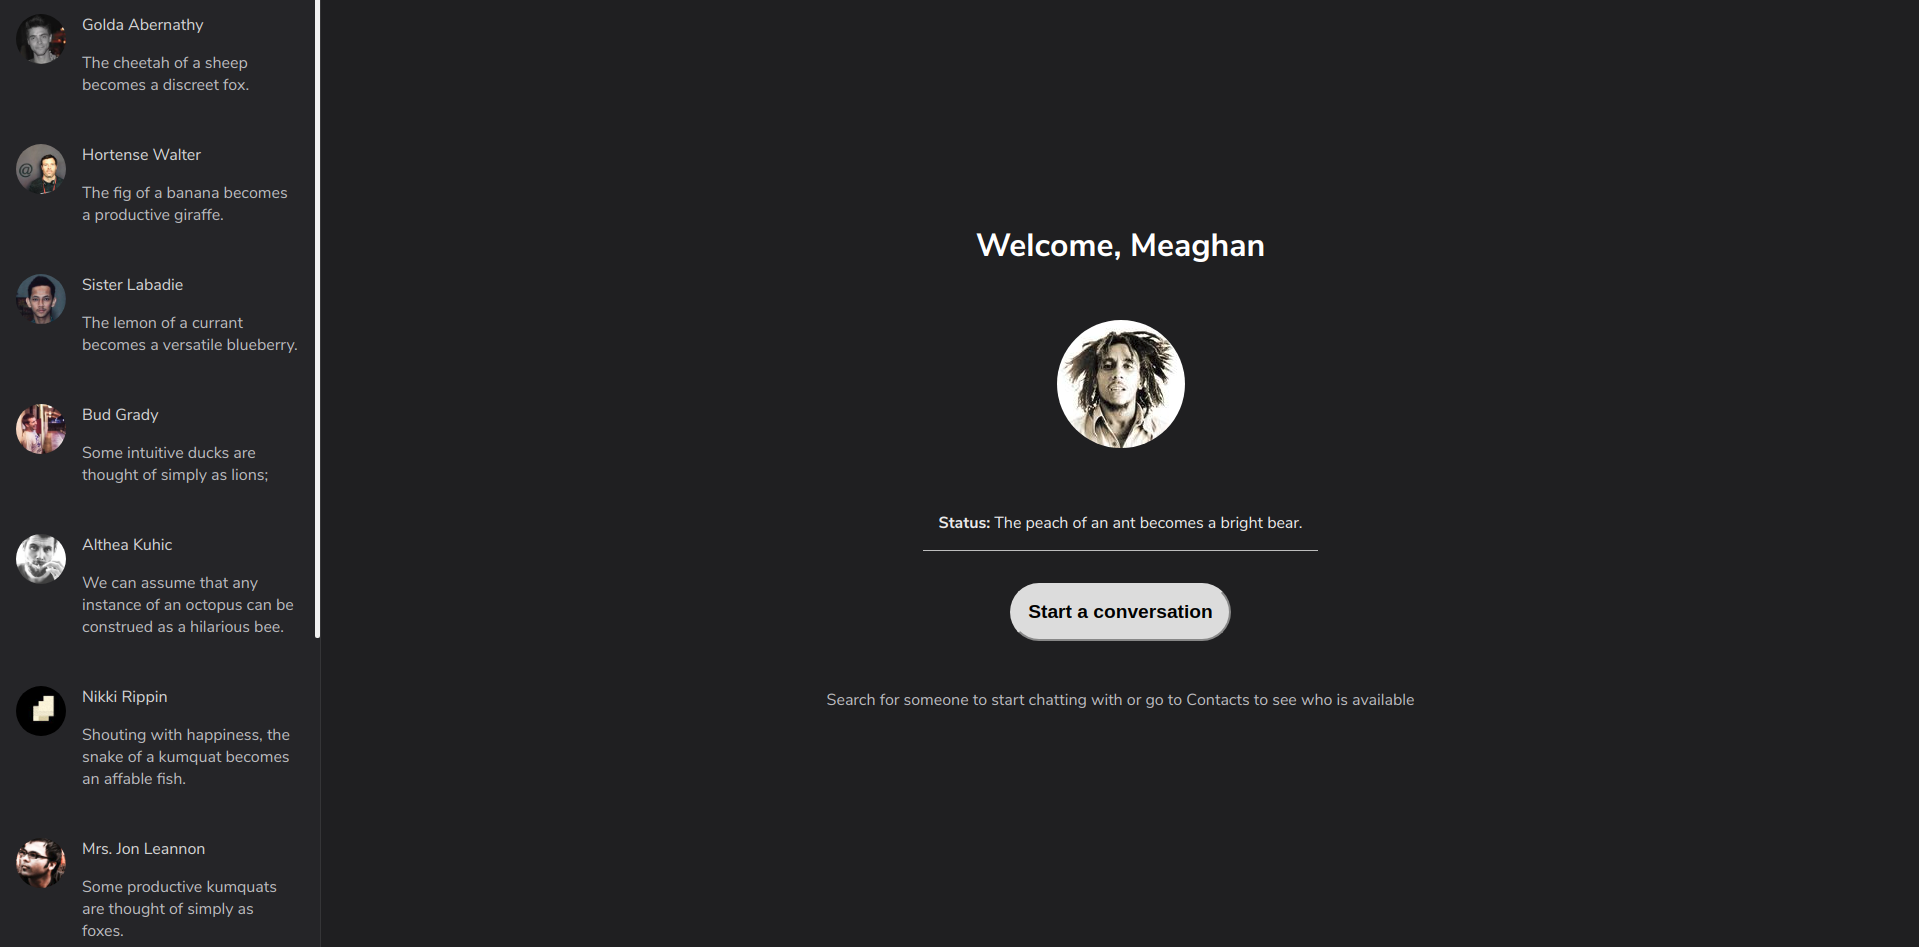 Golda Abernathy
The cheetah of a sheep
becomes a discreet fox.
@
Hortense Walter
The fig of a banana becomes
a productive giraffe.
Sister Labadie
The lemon of a currant
becomes a versatile blueberry.
Bud Grady
Some intuitive ducks are
thought of simply as lions;
Althea Kuhic
We can assume that any
instance of an octopus can be
construed as a hilarious bee.
Nikki Rippin
Shouting with happiness, the
snake of a kumquat becomes
an affable fish.
Mrs. Jon Leannon
Some productive kumquats
are thought of simply as
foxes.
Welcome, Meaghan
Status: The peach of an ant becomes a bright bear.
Start a conversation
Search for someone to start chatting with or go to Contacts to see who is available